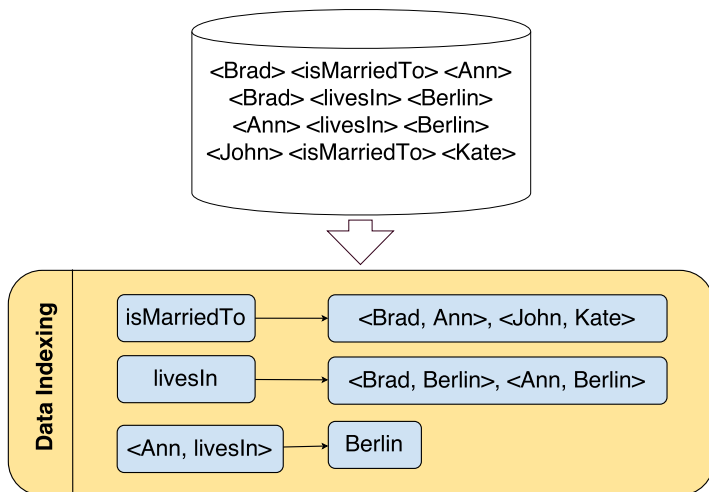 <Brad> <isMarriedTo> <Ann>
<Brad> <livesIn> <Berlin>
<Ann> <livesIn> <Berlin>
<John> <isMarriedTo> <Kate>
Data Indexing
isMarriedTo
<Brad, Ann>, <John, Kate>
livesIn
<Brad, Berlin>, <Ann, Berlin>
<Ann, livesIn>
Berlin